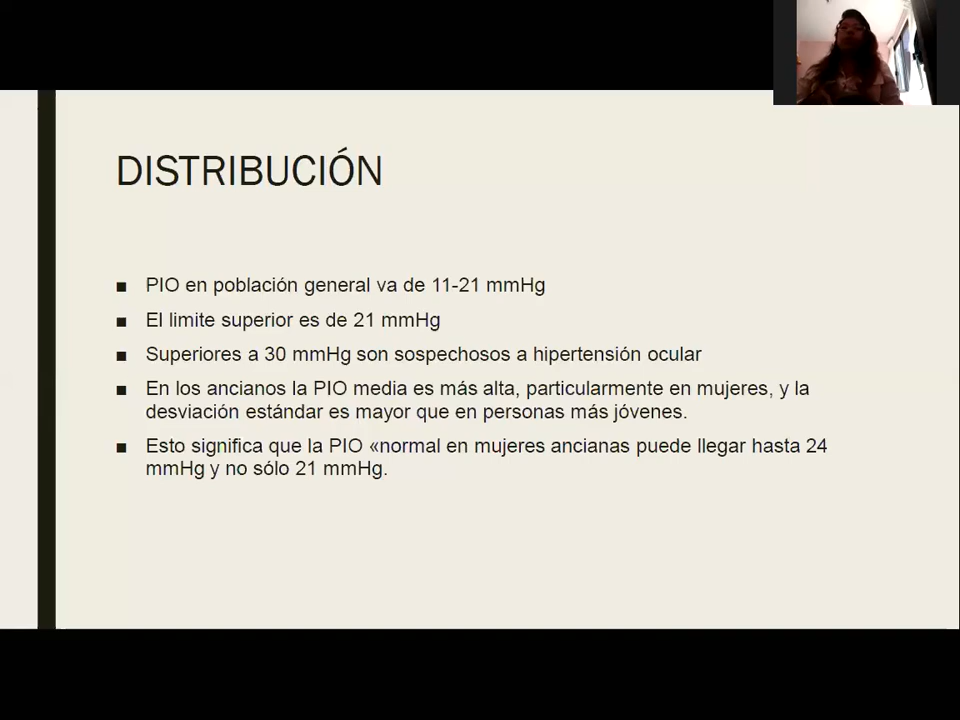 DISTRIBUCIÓN
■ PIO en población general va de 11-21 mmHg
■ El limite superior es de 21 mmHg
■ Superiores a 30 mmHg son sospechosos a hipertensión ocular
■ En los ancianos la PIO media es más alta, particularmente en mujeres, y la
desviación estándar es mayor que en personas más jóvenes.
■ Esto significa que la PIO «normal en mujeres ancianas puede llegar hasta 24
mmHg y no sólo 21 mmHg.